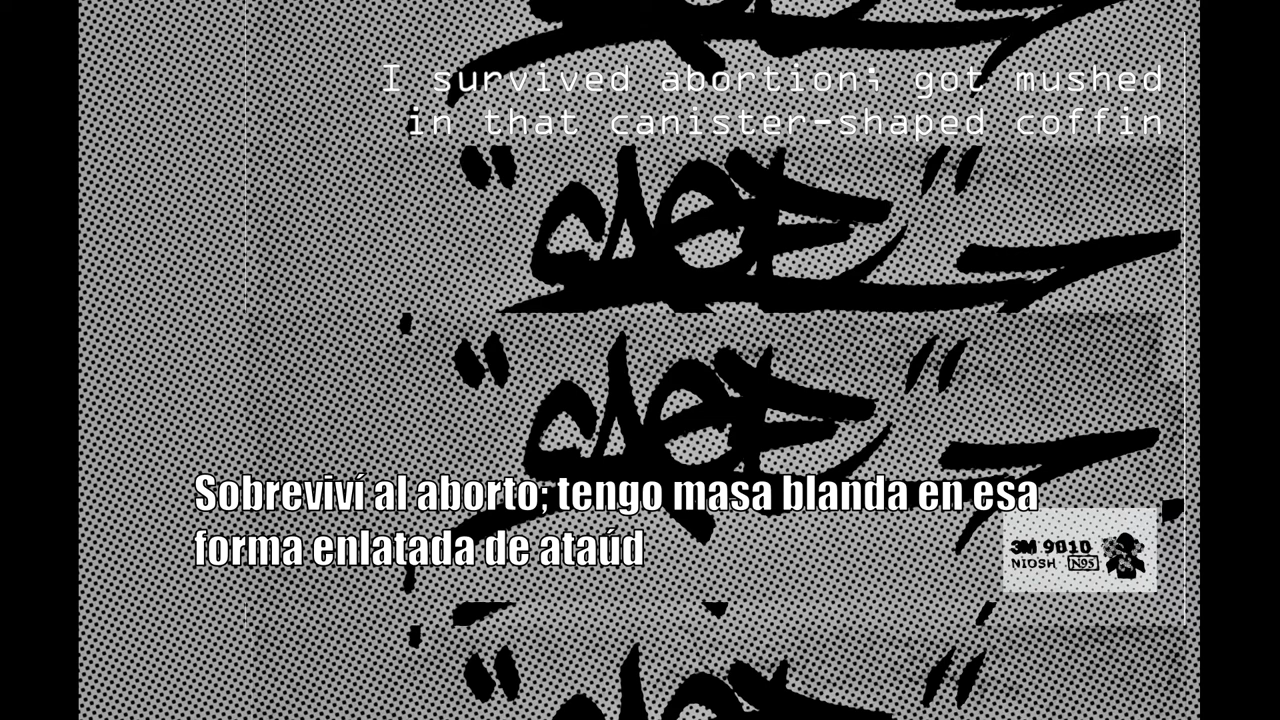 I survived abortion; got mushed
in that canister-shaped coffin
Sobreviví al aborto; tengo masa blanda en esa
forma enlatada de ataúd
3M 9010
NIOSH N95